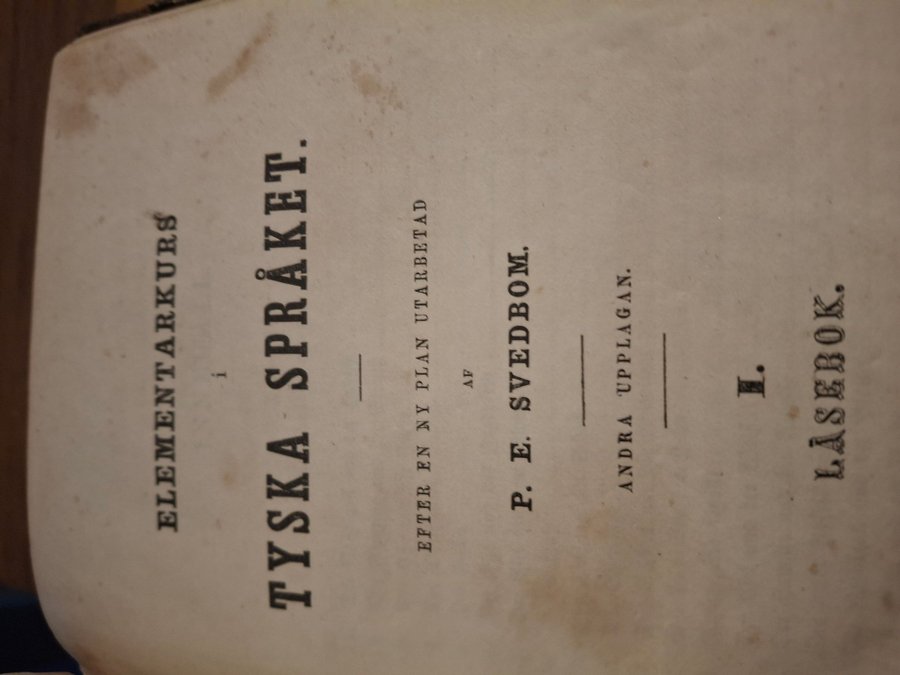 ELEMENTARKURS
i
TYSKA SPRÅKET.
EFTER EN NY PLAN UTARBETAD
AF
P. E. SVEDBOM.
ANDRA UPPLAGAN.
I.
LÄSEBOK.